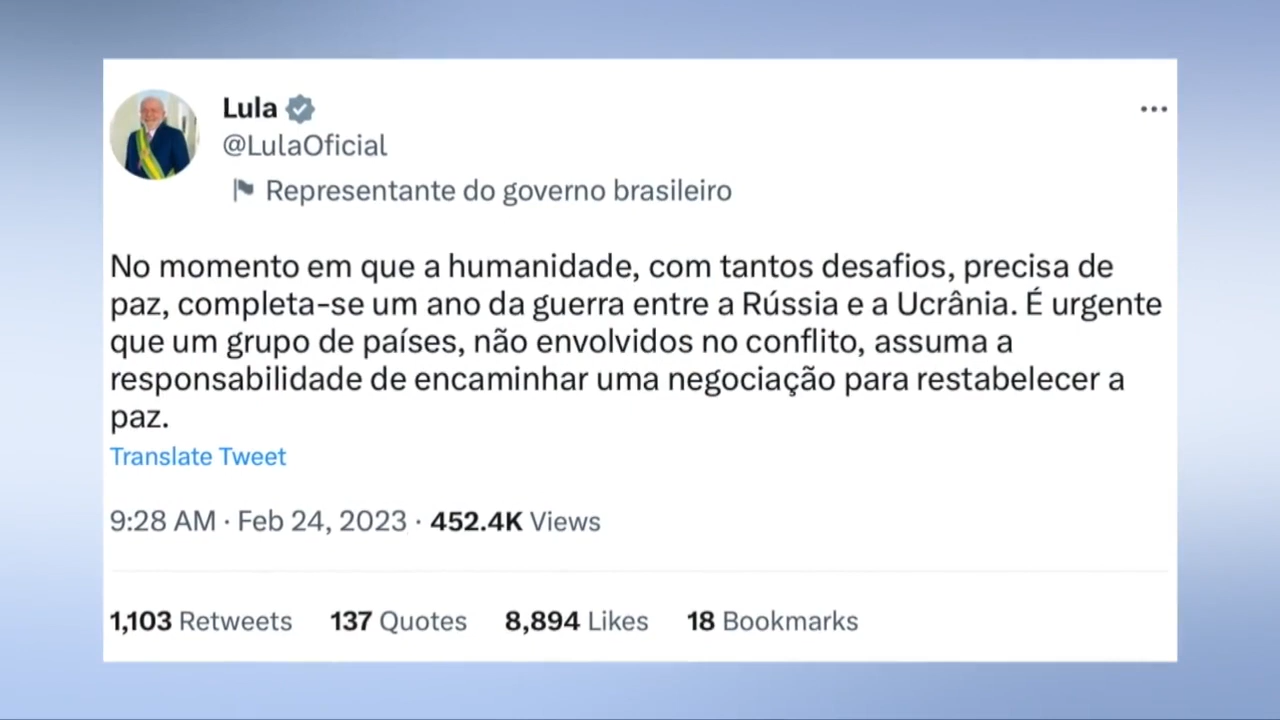 Lula
@LulaOficial
Representante do governo brasileiro
No momento em que a humanidade, com tantos desafios, precisa de
paz, completa-se um ano da guerra entre a Rússia e a Ucrânia. É urgente
que um grupo de países, não envolvidos no conflito, assuma a
responsabilidade de encaminhar uma negociação para restabelecer a
paz.
Translate Tweet
9:28 AM · Feb 24, 2023 · 452.4K Views
1,103 Retweets 137 Quotes 8,894 Likes 18 Bookmarks